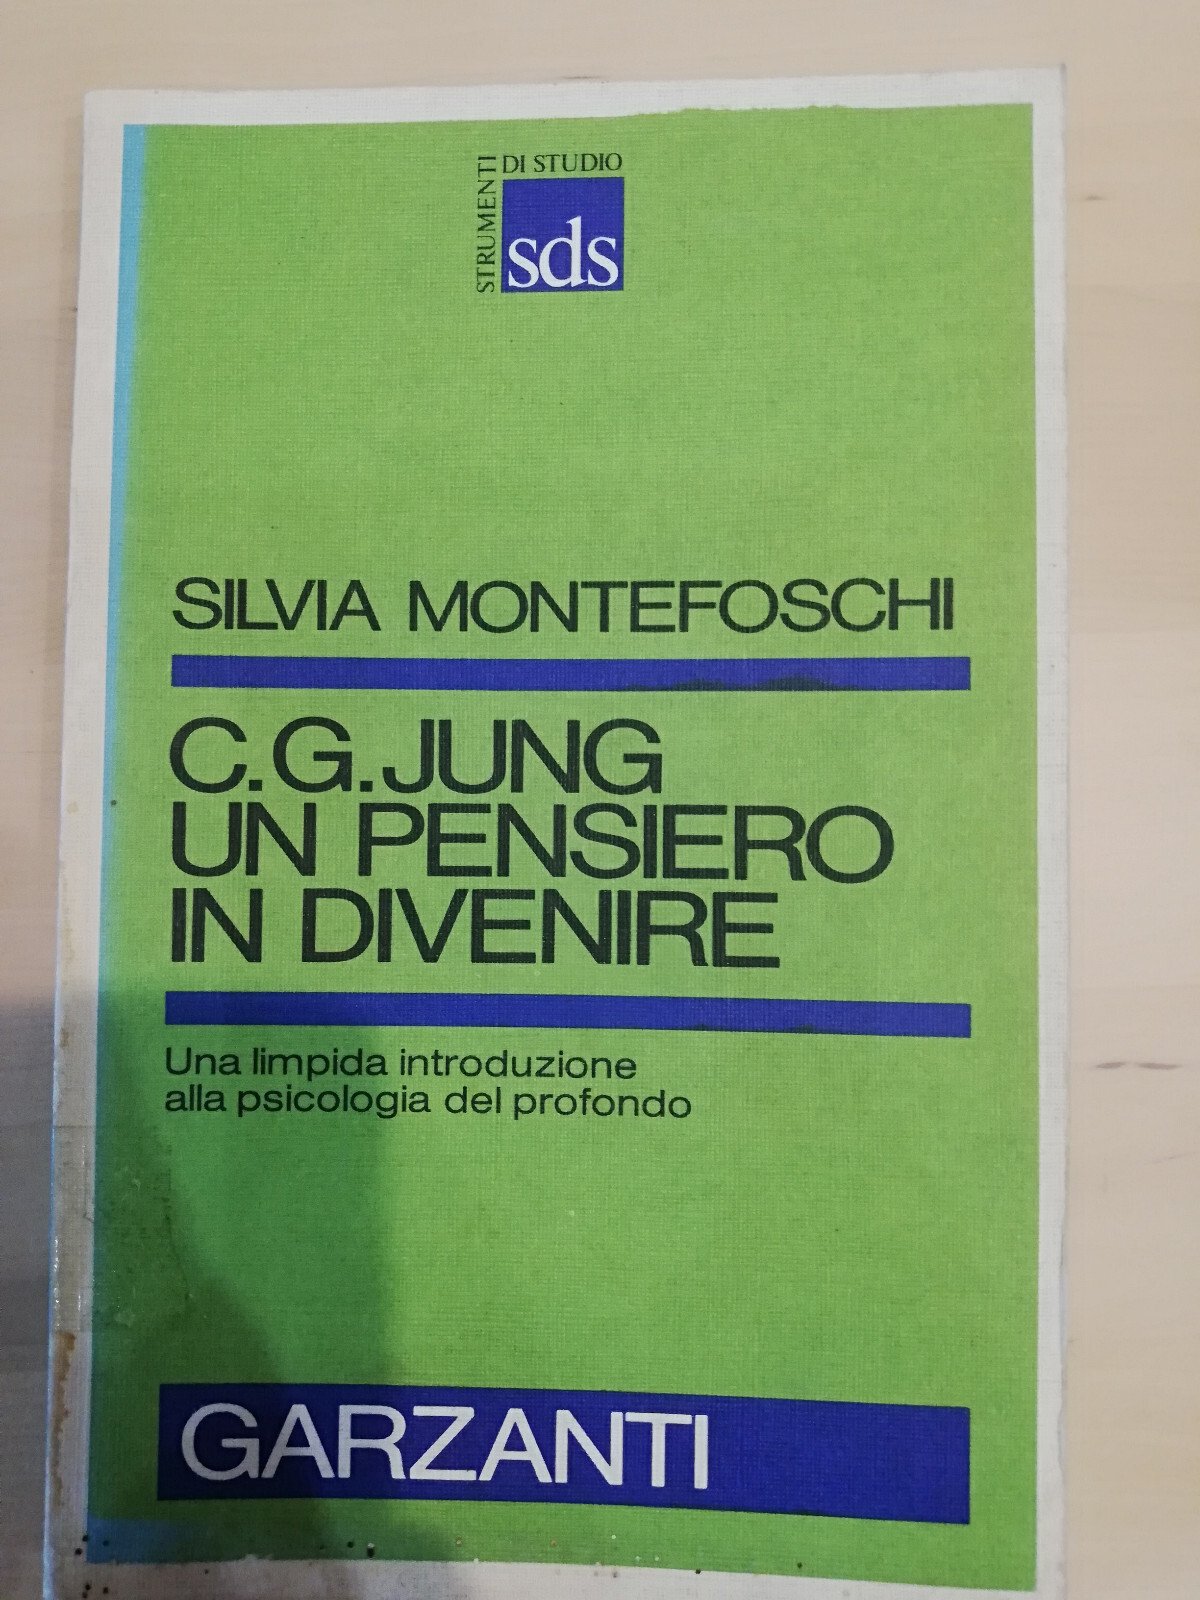 STRUMENTI
DI STUDIO
sds
SILVIA MONTEFOSCHI
C.G.JUNG
UN PENSIERO
IN DIVENIRE
Una limpida introduzione
alla psicologia del profondo
GARZANTI